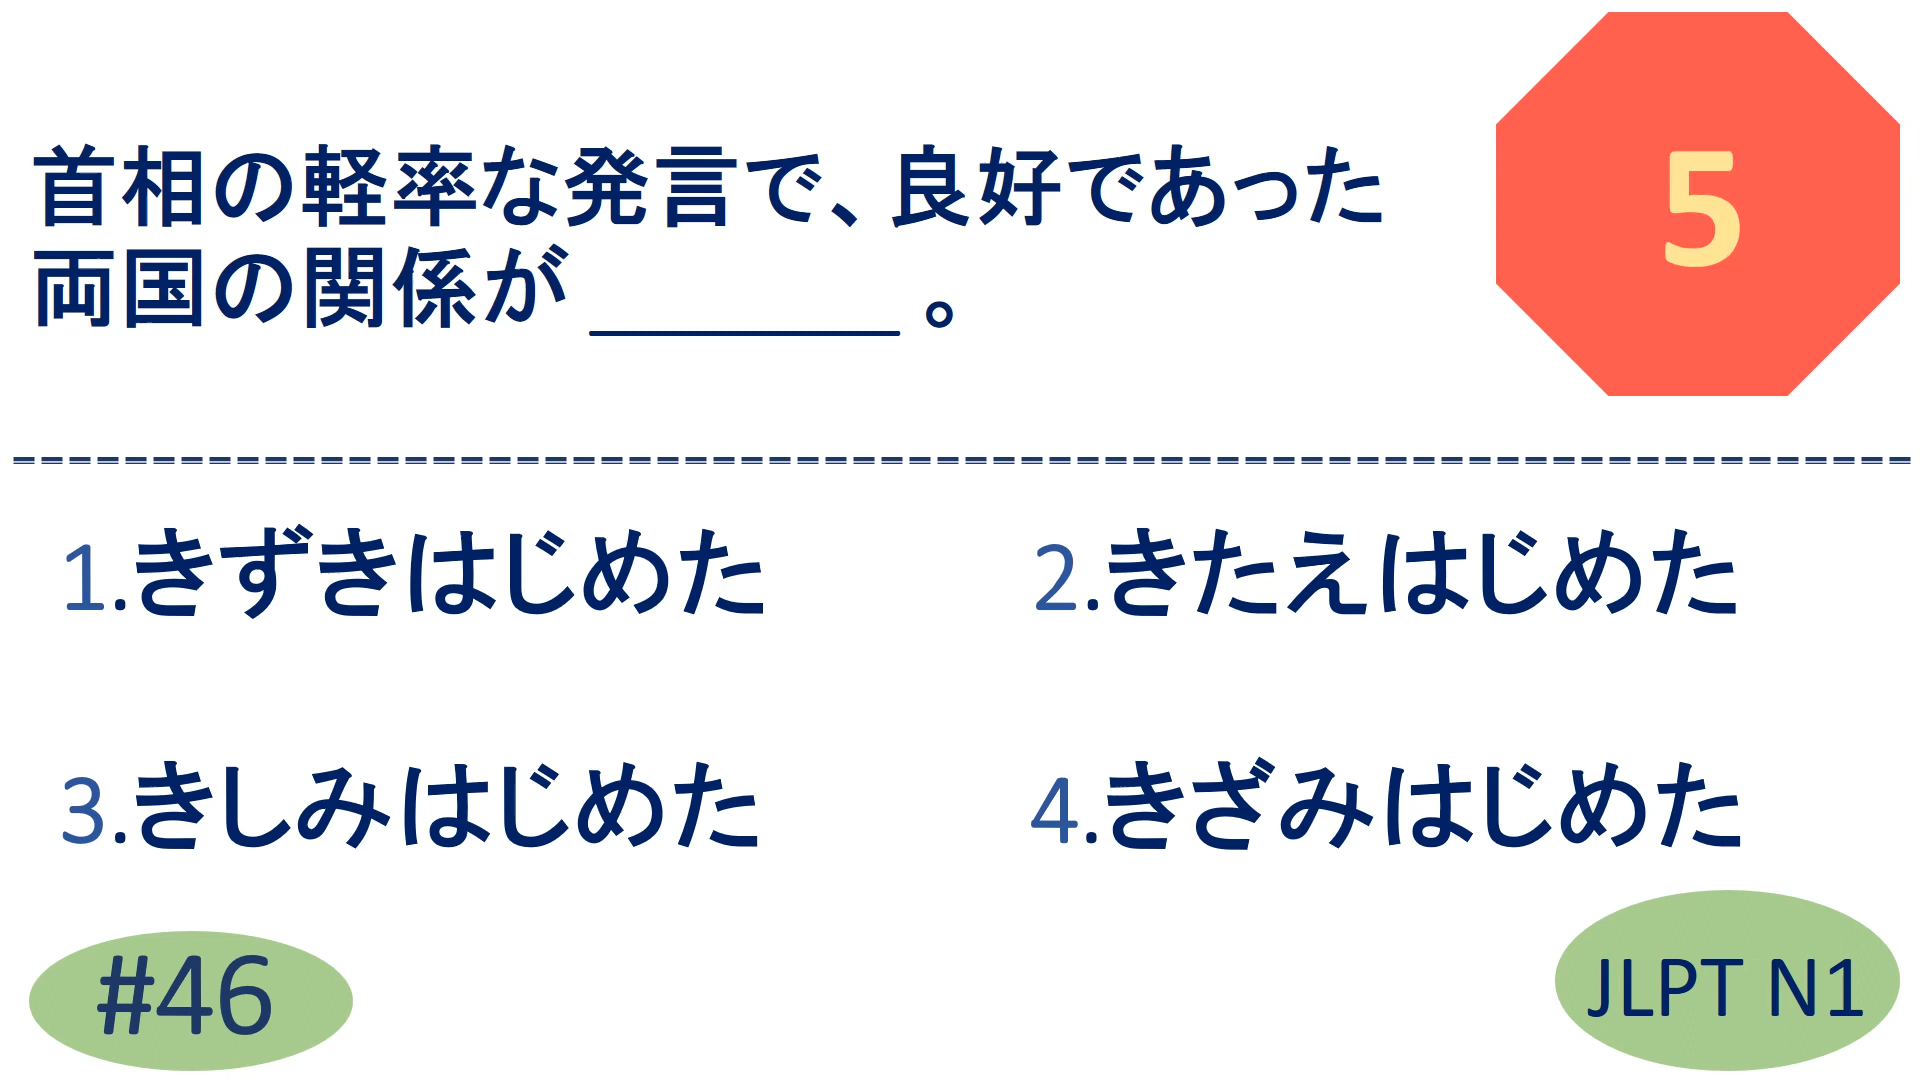 首相の軽率な発言で、良好であった
両国の関係が ______ 。
5
1.きずきはじめた
2.きたえはじめた
3.きしみはじめた
4.きざみはじめた
#46
JLPT N1